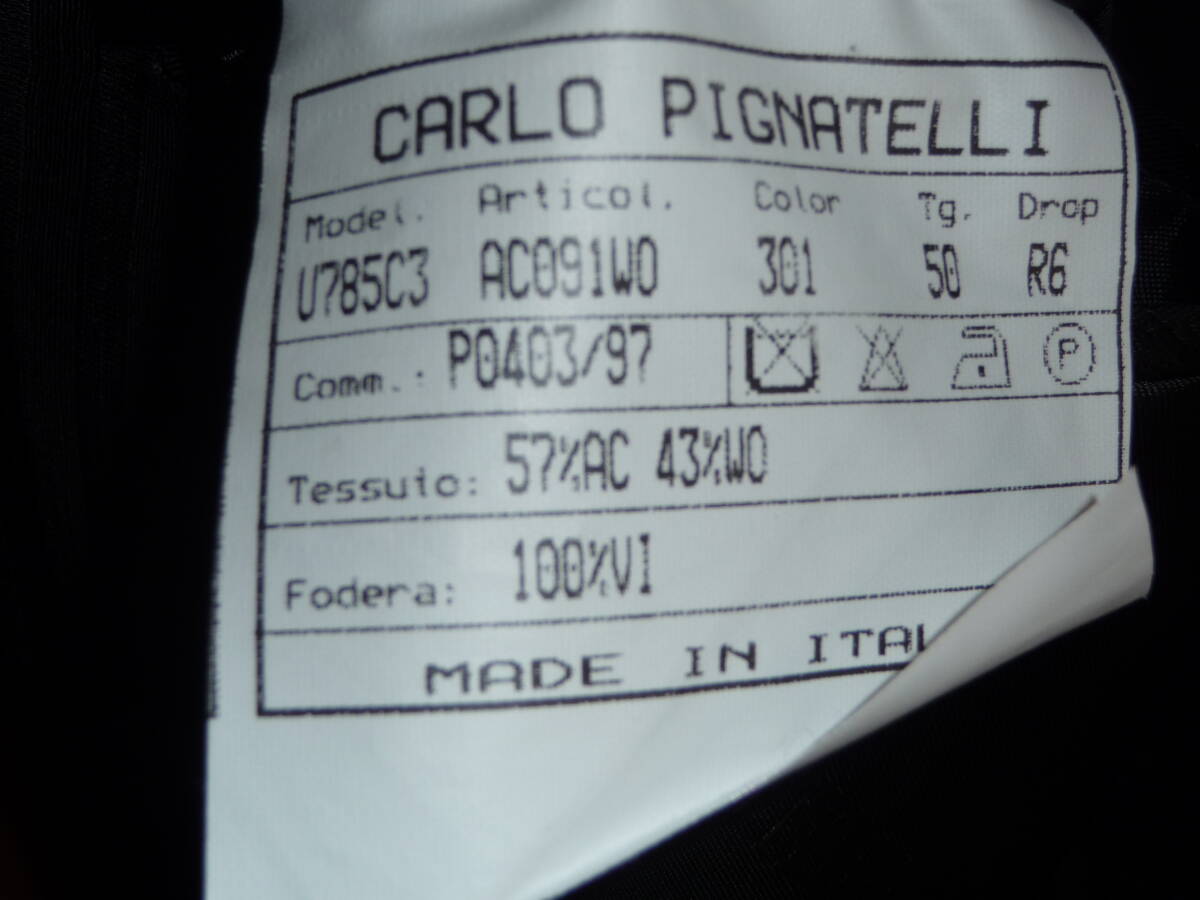 CARLO PIGNATELLI
Model. Articol. Color Tg. Drop
U785C3 AC091WO 301 50 R6
Comm.: P0403/97 P
Tessuto: 57%AC 43%WO
Fodera: 100%VI
MADE IN ITAL